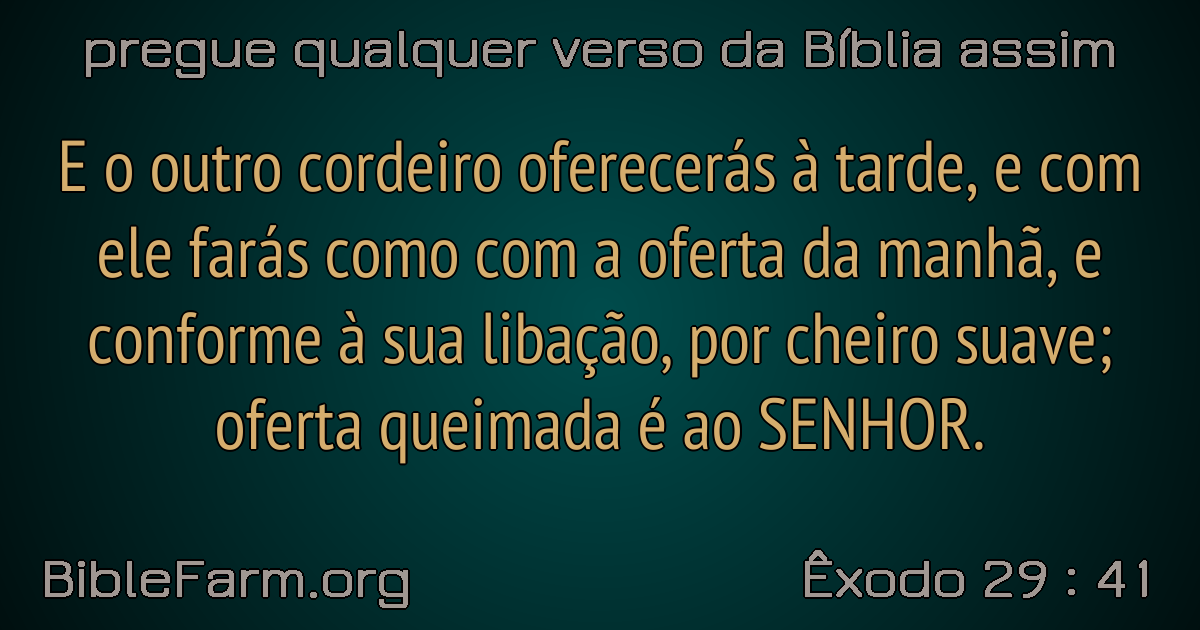 pregue qualquer verso da Bíblia assim
E o outro cordeiro oferecerás à tarde, e com
ele farás como com a oferta da manhã, e
conforme à sua libação, por cheiro suave;
oferta queimada é ao SENHOR.
BibleFarm.org
Êxodo 29 : 41